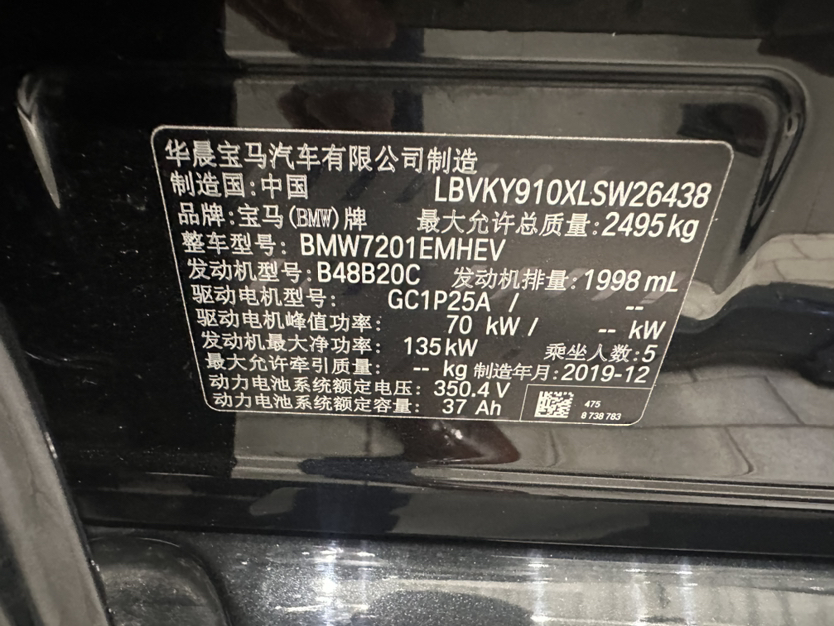 华晨宝马汽车有限公司制造
制造国:中国 LBVKY910XLSW26438
品牌:宝马(BMW)牌 最大允许总质量:2495kg
整车型号: BMW7201EMHEV
发动机型号:B48B20C 发动机排量:1998 mL
驱动电机型号: GC1P25A / --
驱动电机峰值功率: 70 kW / -- kW
发动机最大净功率: 135kW 乘坐人数:5
最大允许牵引质量: -- kg 制造年月:2019-12
动力电池系统额定电压: 350.4 V
动力电池系统额定容量: 37 Ah
475
8 738 783